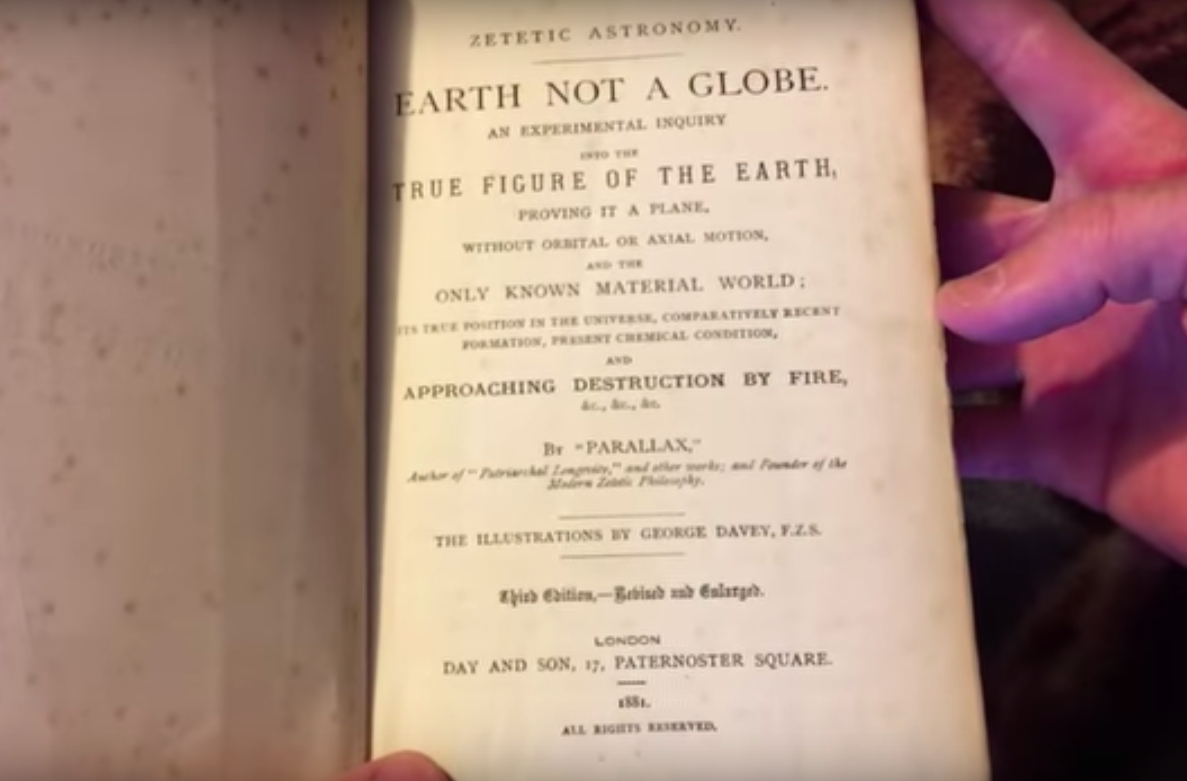 ZETETIC ASTRONOMY.
EARTH NOT A GLOBE.
AN EXPERIMENTAL INQUIRY
INTO THE
TRUE FIGURE OF THE EARTH,
PROVING IT A PLANE,
WITHOUT ORBITAL OR AXIAL MOTION,
AND THE
ONLY KNOWN MATERIAL WORLD;
ITS TRUE POSITION IN THE UNIVERSE, COMPARATIVELY RECENT
FORMATION, PRESENT CHEMICAL CONDITION,
AND
APPROACHING DESTRUCTION BY FIRE,
&c., &c., &c.
By "PARALLAX,"
Author of "Patriarchal Longevity," and other works; and Founder of the
Modern Zetetic Philosophy.
THE ILLUSTRATIONS BY GEORGE DAVEY, F.Z.S.
Third Edition,—Revised and Enlarged.
LONDON
DAY AND SON, 17, PATERNOSTER SQUARE.
1881.
ALL RIGHTS RESERVED.